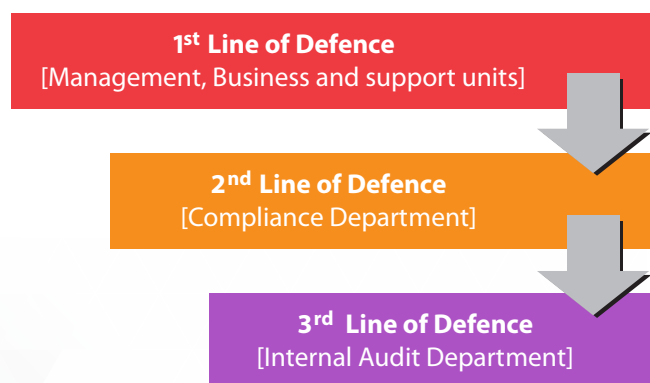 1st Line of Defence
[Management, Business and support units]
2nd Line of Defence
[Compliance Department]
3rd Line of Defence
[Internal Audit Department]